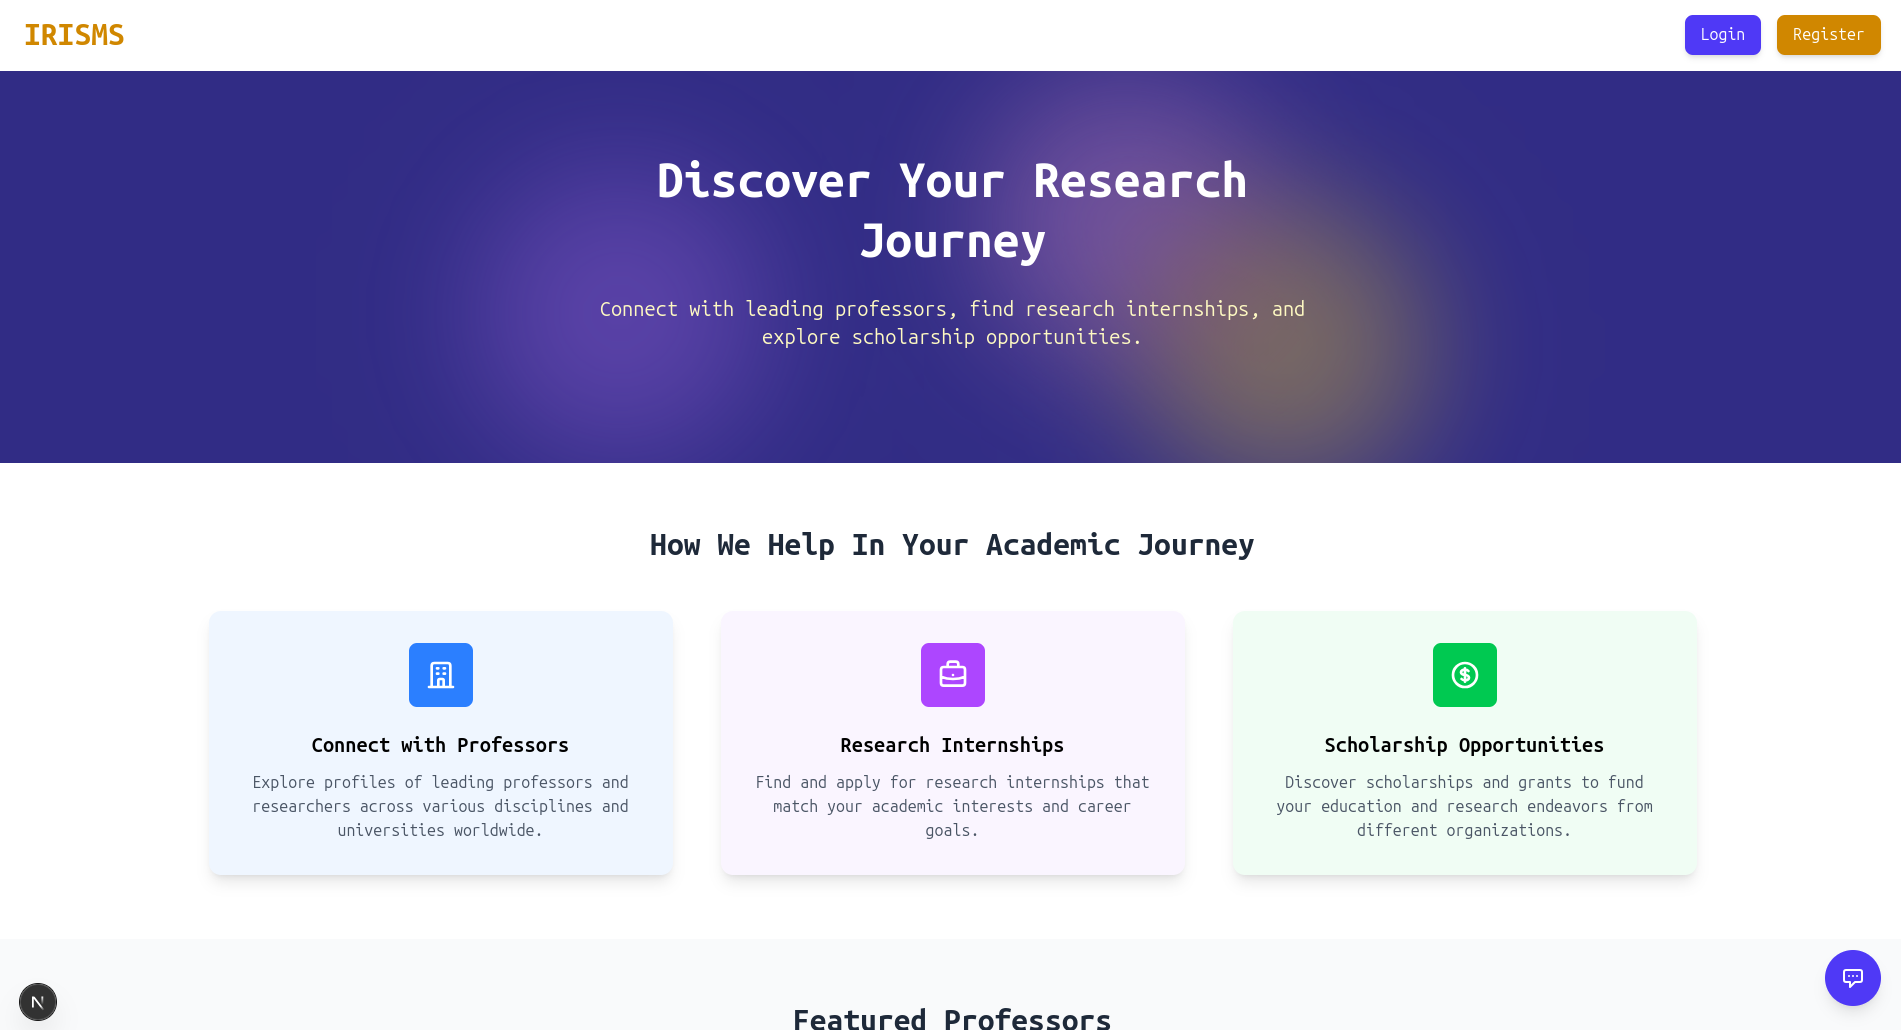 IRISMS
Login
Register
Discover Your Research
Journey
Connect with leading professors, find research internships, and
explore scholarship opportunities.
How We Help In Your Academic Journey
Connect with Professors
Explore profiles of leading professors and
researchers across various disciplines and
universities worldwide.
Research Internships
Find and apply for research internships that
match your academic interests and career
goals.
Scholarship Opportunities
Discover scholarships and grants to fund
your education and research endeavors from
different organizations.
Featured Professors
N